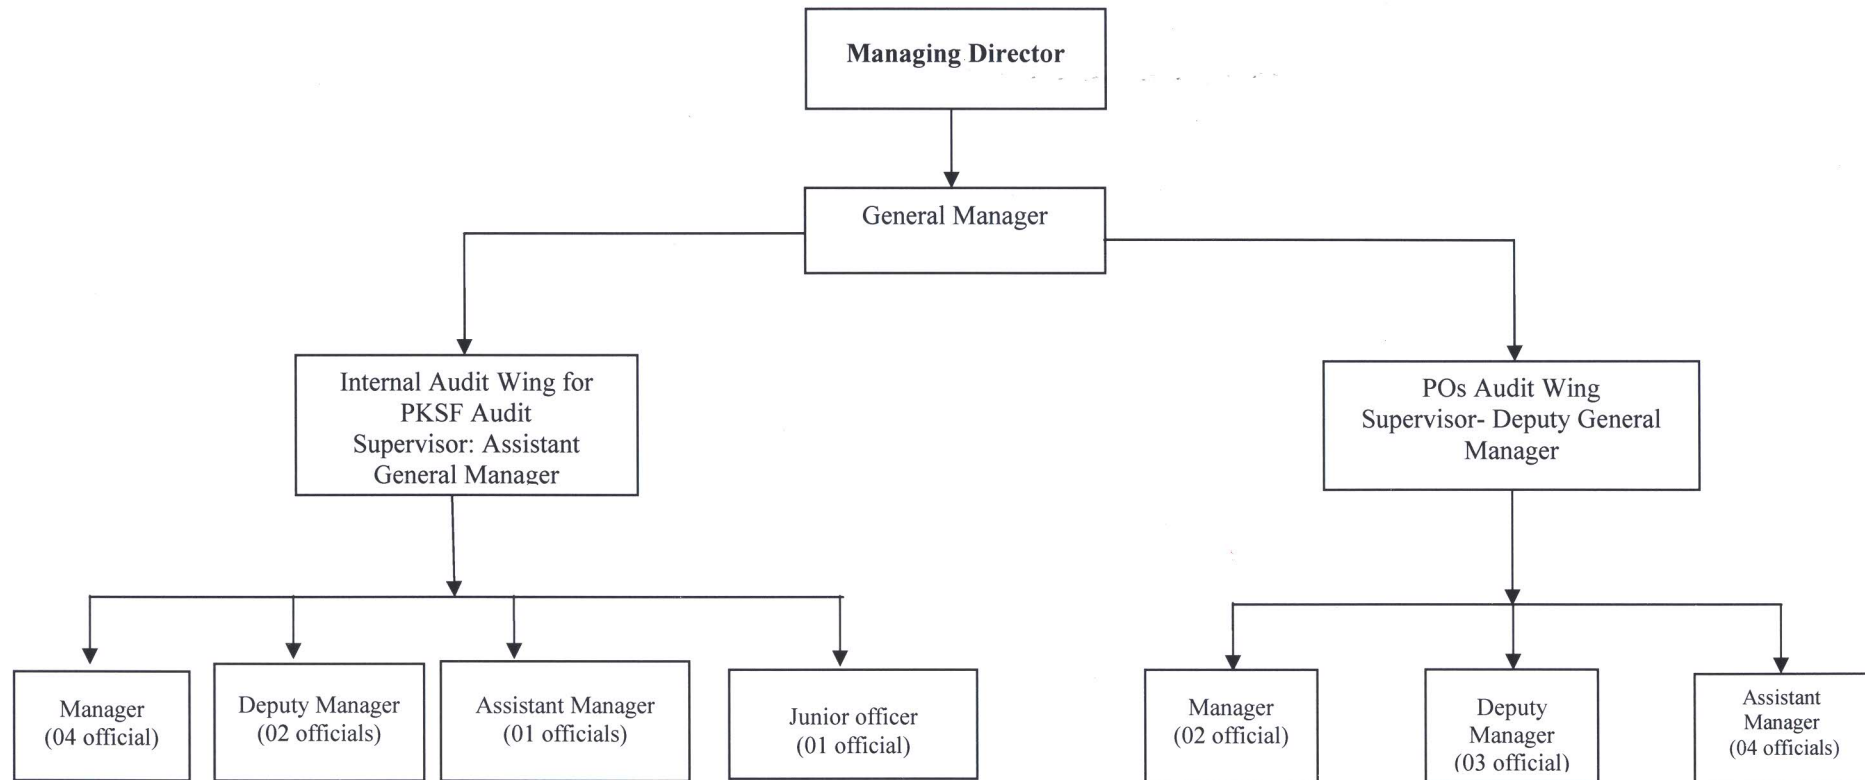 Managing Director
General Manager
Internal Audit Wing for
PKSF Audit
Supervisor: Assistant
General Manager
POs Audit Wing
Supervisor- Deputy General
Manager
Manager
(04 official)
Deputy Manager
(02 officials)
Assistant Manager
(01 officials)
Junior officer
(01 official)
Manager
(02 official)
Deputy
Manager
(03 official)
Assistant
Manager
(04 officials)